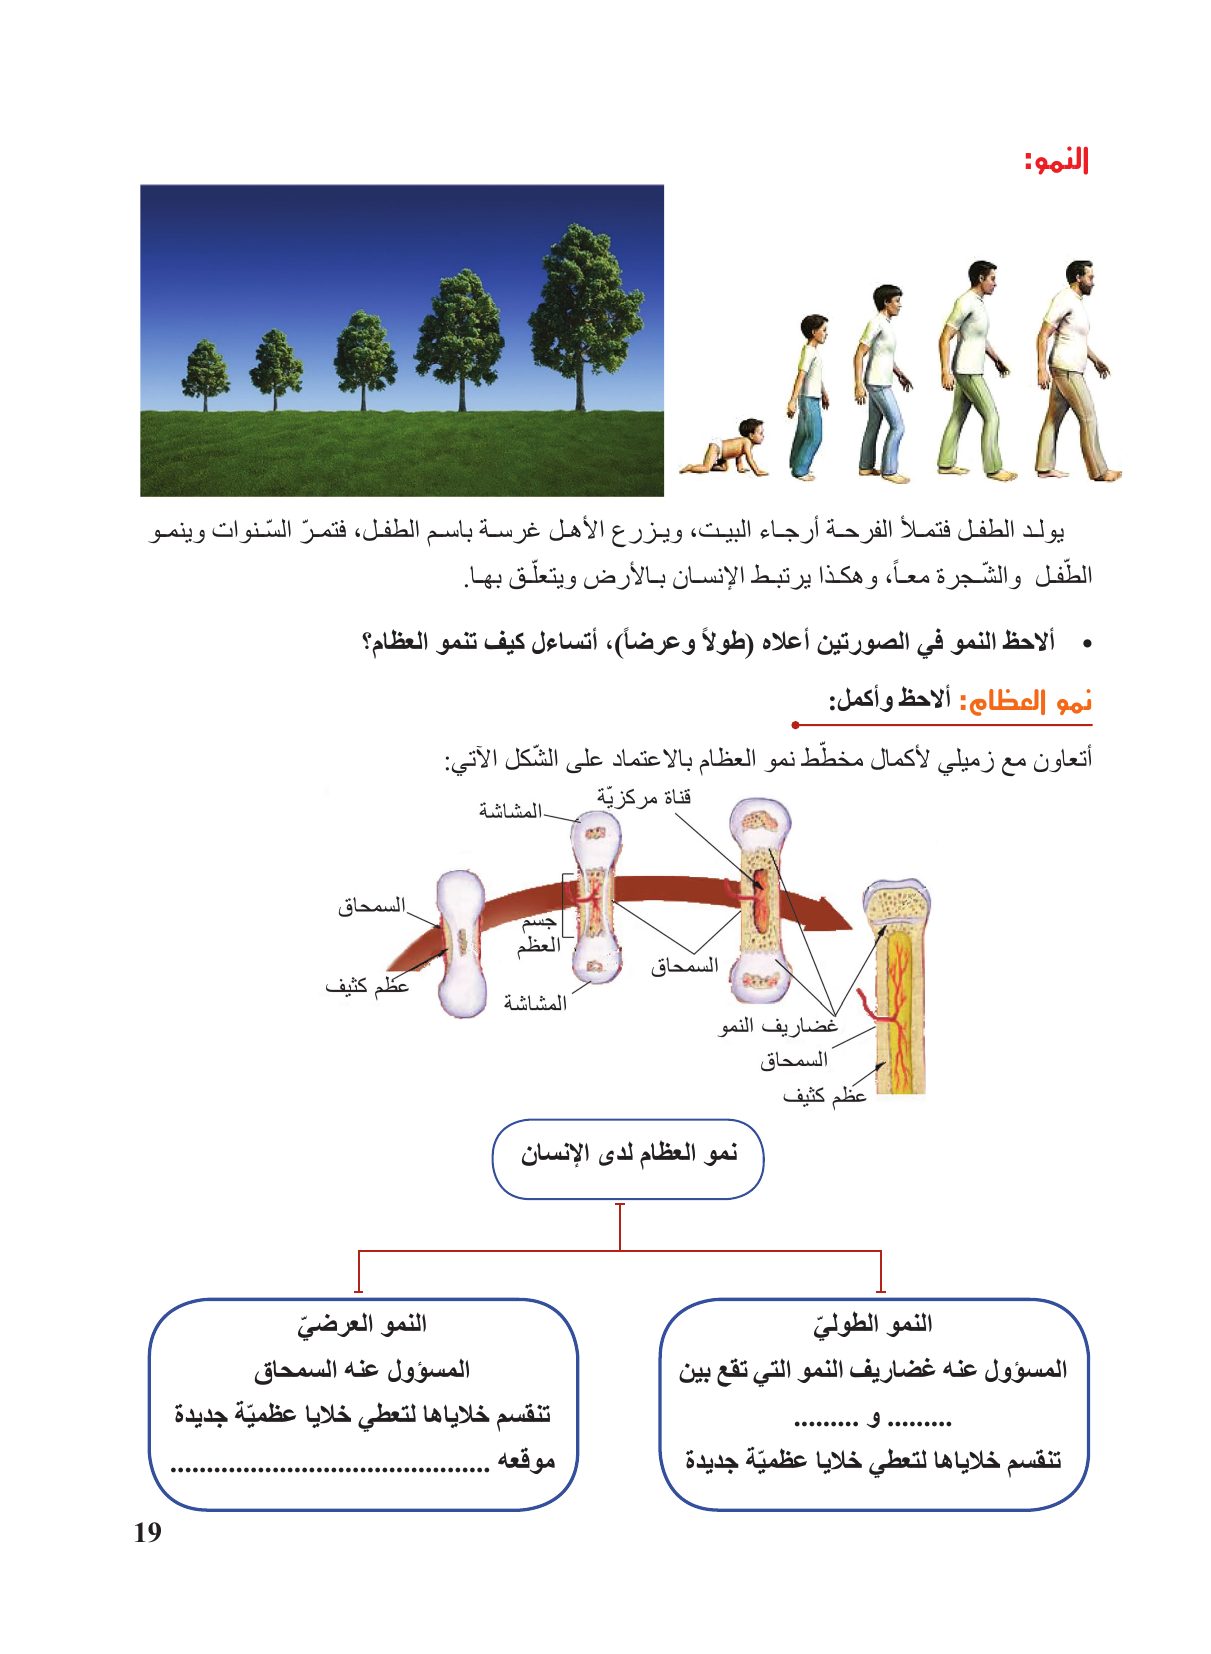 النمو:
يولد الطفل فتملأ الفرحة أرجاء البيت، ويزرع الأهل غرسة باسم الطفل، فتمرّ السّنوات وينمو
الطّفل والشّجرة معاً، وهكذا يرتبط الإنسان بالأرض ويتعلّق بها.
• ألاحظ النمو في الصورتين أعلاه (طولاً وعرضاً)، أتساءل كيف تنمو العظام؟
نمو العظام: ألاحظ وأكمل:
أتعاون مع زميلي لأكمال مخطّط نمو العظام بالاعتماد على الشّكل الآتي:
قناة مركزيّة
المشاشة
السمحاق
جسم
العظم
السمحاق
عظم كثيف
المشاشة
غضاريف النمو
السمحاق
عظم كثيف
نمو العظام لدى الإنسان
النمو الطوليّ
المسؤول عنه غضاريف النمو التي تقع بين
......... و .........
تنقسم خلاياها لتعطي خلايا عظميّة جديدة
النمو العرضيّ
المسؤول عنه السمحاق
تنقسم خلاياها لتعطي خلايا عظميّة جديدة
موقعه ............................................
19